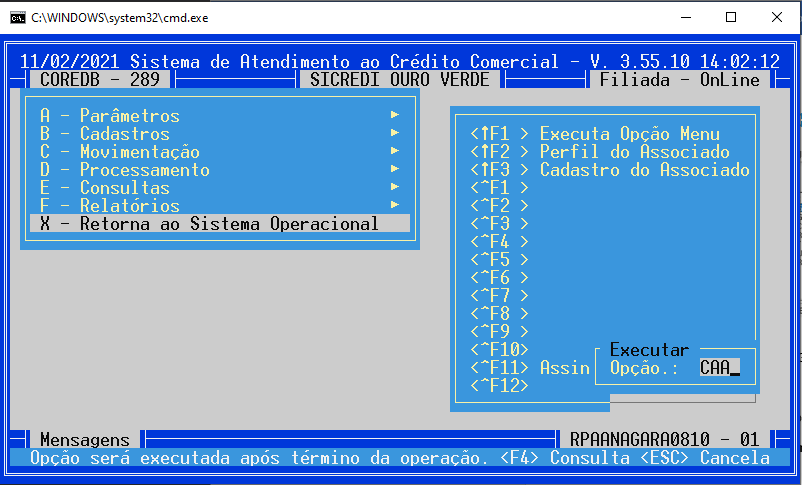 C:\WINDOWS\system32\cmd.exe
11/02/2021 Sistema de Atendimento ao Crédito Comercial - V. 3.55.10 14:02:12
COREDB - 289 SICREDI OURO VERDE Filiada - OnLine
A - Parâmetros
B - Cadastros
C - Movimentação
D - Processamento
E - Consultas
F - Relatórios
X - Retorna ao Sistema Operacional
<↑F1 > Executa Opção Menu
<↑F2 > Perfil do Associado
<↑F3 > Cadastro do Associado
<^F1 >
<^F2 >
<^F3 >
<^F4 >
<^F5 >
<^F6 >
<^F7 >
<^F8 >
<^F9 >
<^F10>
<^F11> Assin
<^F12>
Executar
Opção.: CAA_
Mensagens RPAANAGARA0810 - 01
Opção será executada após término da operação. <F4> Consulta <ESC> Cancela